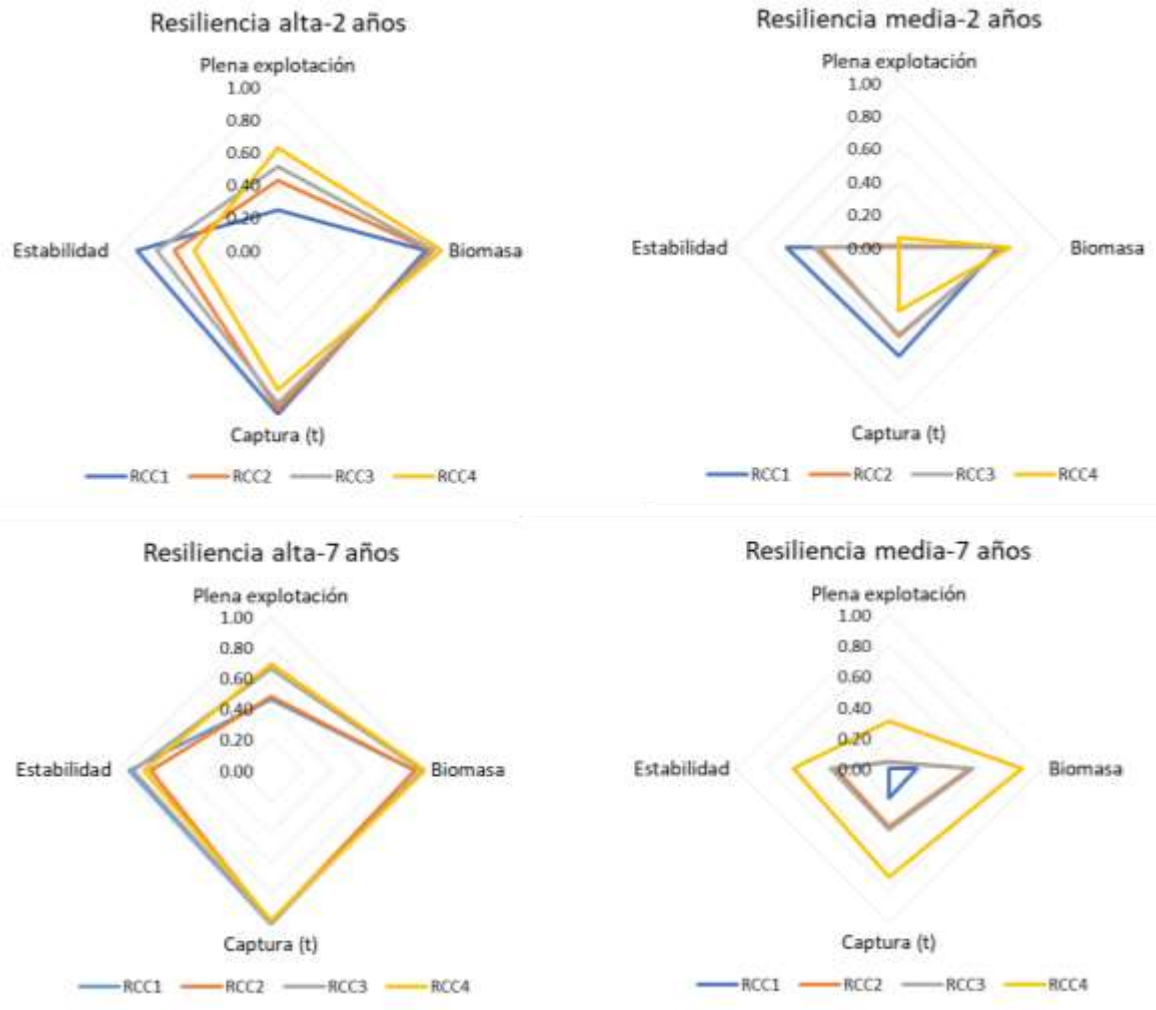 Resiliencia alta-2 años
Plena explotación
1.00
0.80
0.60
0.40
0.20
0.00
Estabilidad
Biomasa
Captura (t)
RCC1 RCC2 RCC3 RCC4
Resiliencia media-2 años
Plena explotación
1.00
0.80
0.60
0.40
0.20
0.00
Estabilidad
Biomasa
Captura (t)
RCC1 RCC2 RCC3 RCC4
Resiliencia alta-7 años
Plena explotación
1.00
0.80
0.60
0.40
0.20
0.00
Estabilidad
Biomasa
Captura (t)
RCC1 RCC2 RCC3 RCC4
Resiliencia media-7 años
Plena explotación
1.00
0.80
0.60
0.40
0.20
0.00
Estabilidad
Biomasa
Captura (t)
RCC1 RCC2 RCC3 RCC4